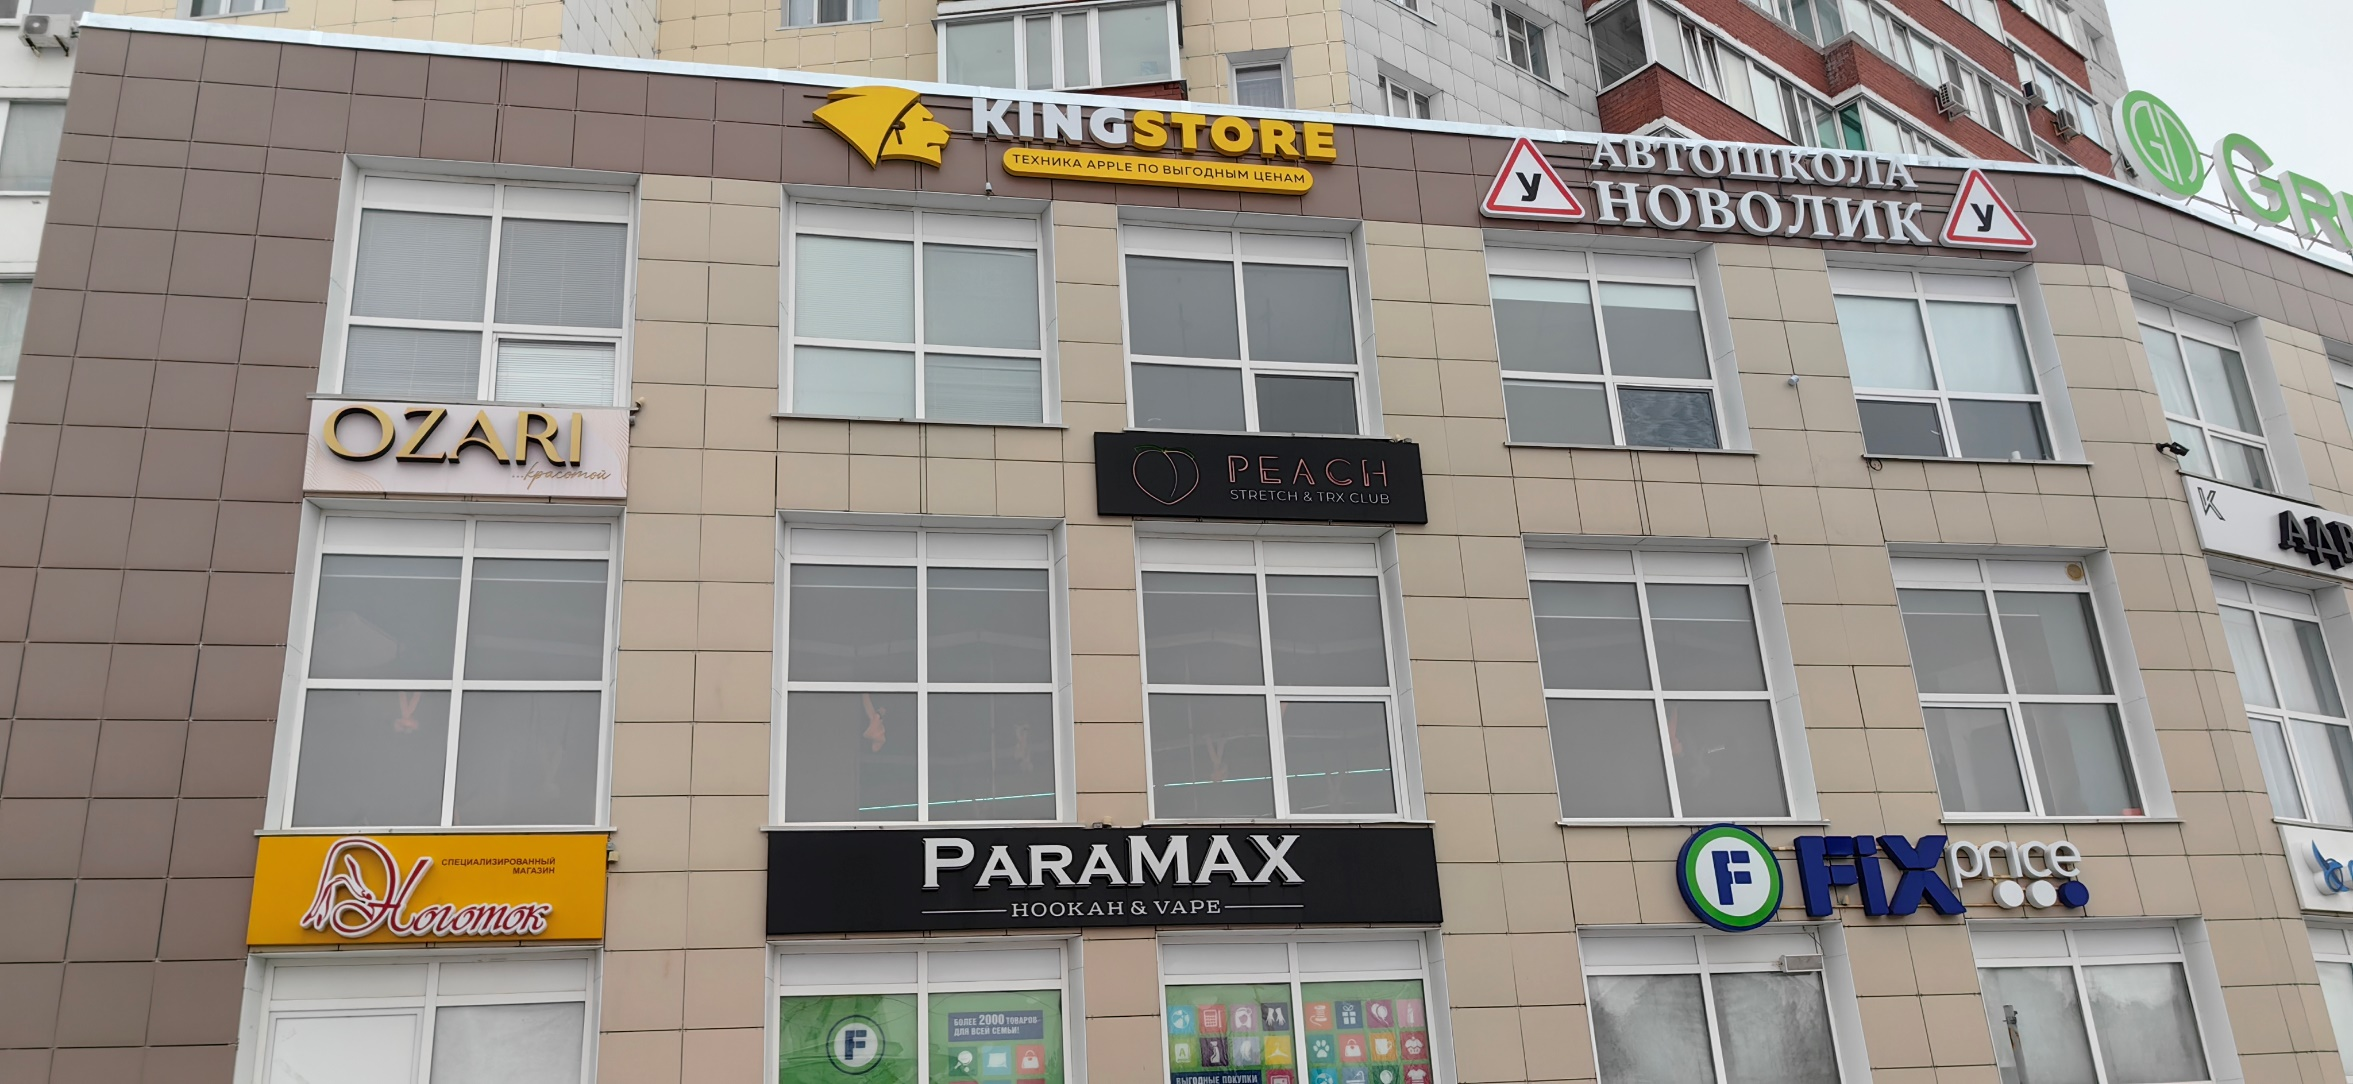 KINGSTORE
ТЕХНИКА APPLE ПО ВЫГОДНЫМ ЦЕНАМ
У
АВТОШКОЛА
НОВОЛИК
У
OZARI
...красотой
PEACH
STRETCH & TRX CLUB
K
СПЕЦИАЛИЗИРОВАННЫЙ
МАГАЗИН
Ноготок
PARAMAX
HOOKAH & VAPE
F
FiX price
F
БОЛЕЕ 2000 ТОВАРОВ
ДЛЯ ВСЕЙ СЕМЬИ!
ВЫГОДНЫЕ ПОКУПКИ